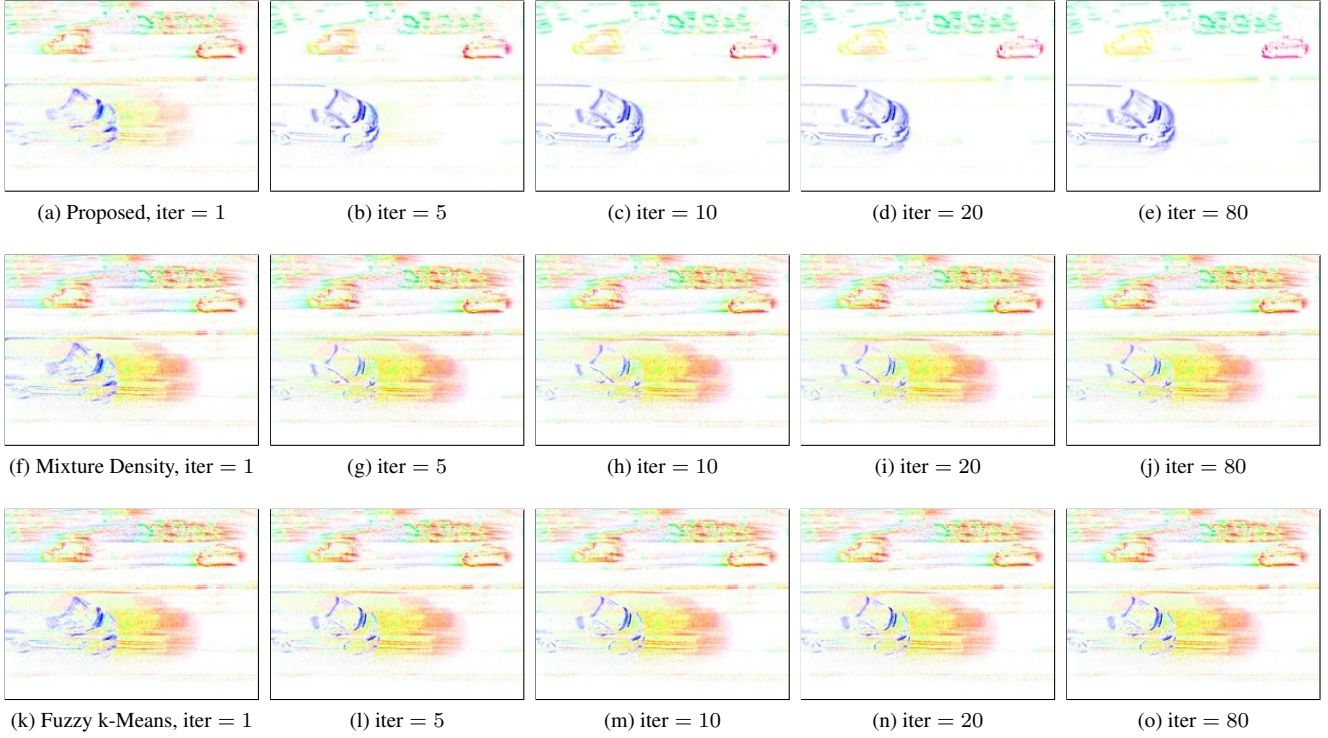 (a) Proposed, iter = 1
(b) iter = 5
(c) iter = 10
(d) iter = 20
(e) iter = 80
(f) Mixture Density, iter = 1
(g) iter = 5
(h) iter = 10
(i) iter = 20
(j) iter = 80
(k) Fuzzy k-Means, iter = 1
(l) iter = 5
(m) iter = 10
(n) iter = 20
(o) iter = 80